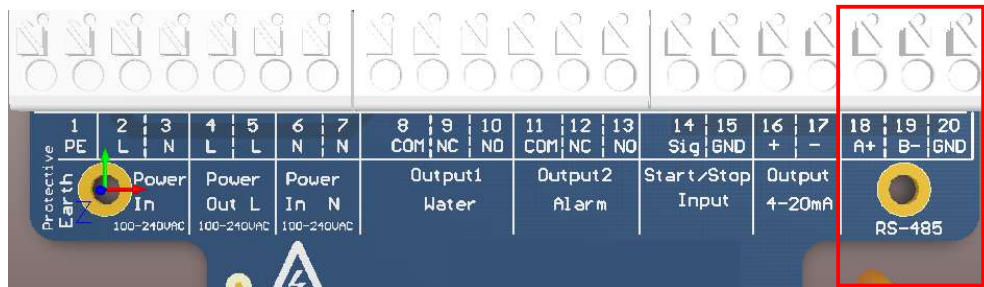 1 2 3 4 5 6 7 8 9 10 11 12 13 14 15 16 17 18 19 20
PE L N L L N N COM NC NO COM NC NO Sig GND + - A+ B- GND
Protective
Earth
Power
In
100-240VAC
Power
Out L
100-240VAC
Power
In N
100-240VAC
Output1
Water
Output2
Alarm
Start/Stop
Input
Output
4-20mA
RS-485